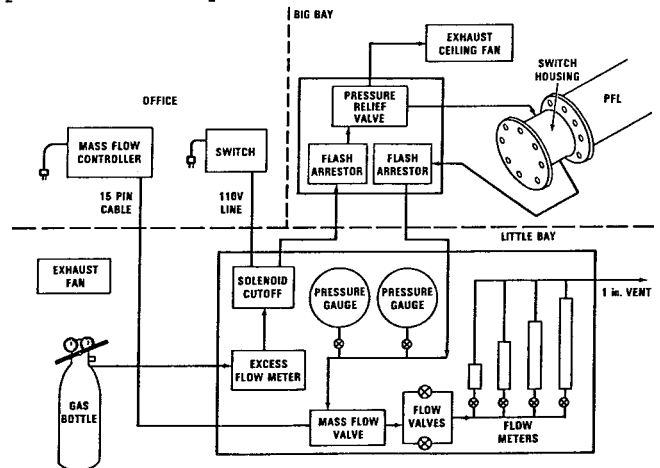 BIG BAY
EXHAUST
CEILING FAN
SWITCH
HOUSING
PFL
OFFICE
PRESSURE
RELIEF
VALVE
MASS FLOW
CONTROLLER
SWITCH
FLASH
ARRESTOR
FLASH
ARRESTOR
15 PIN
CABLE
110V
LINE
LITTLE BAY
EXHAUST
FAN
SOLENOID
CUTOFF
PRESSURE
GAUGE
PRESSURE
GAUGE
1 in. VENT
EXCESS
FLOW METER
GAS
BOTTLE
MASS FLOW
VALVE
FLOW
VALVES
FLOW
METERS